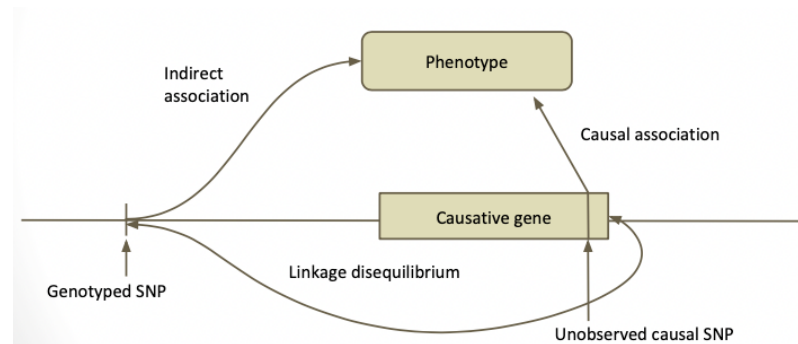 Phenotype
Indirect
association
Causal association
Causative gene
Linkage disequilibrium
Genotyped SNP
Unobserved causal SNP